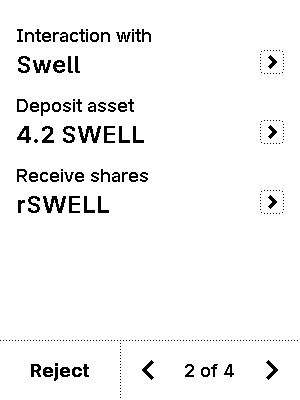 Interaction with
Swell
Deposit asset
4.2 SWELL
Receive shares
rSWELL
Reject
2 of 4